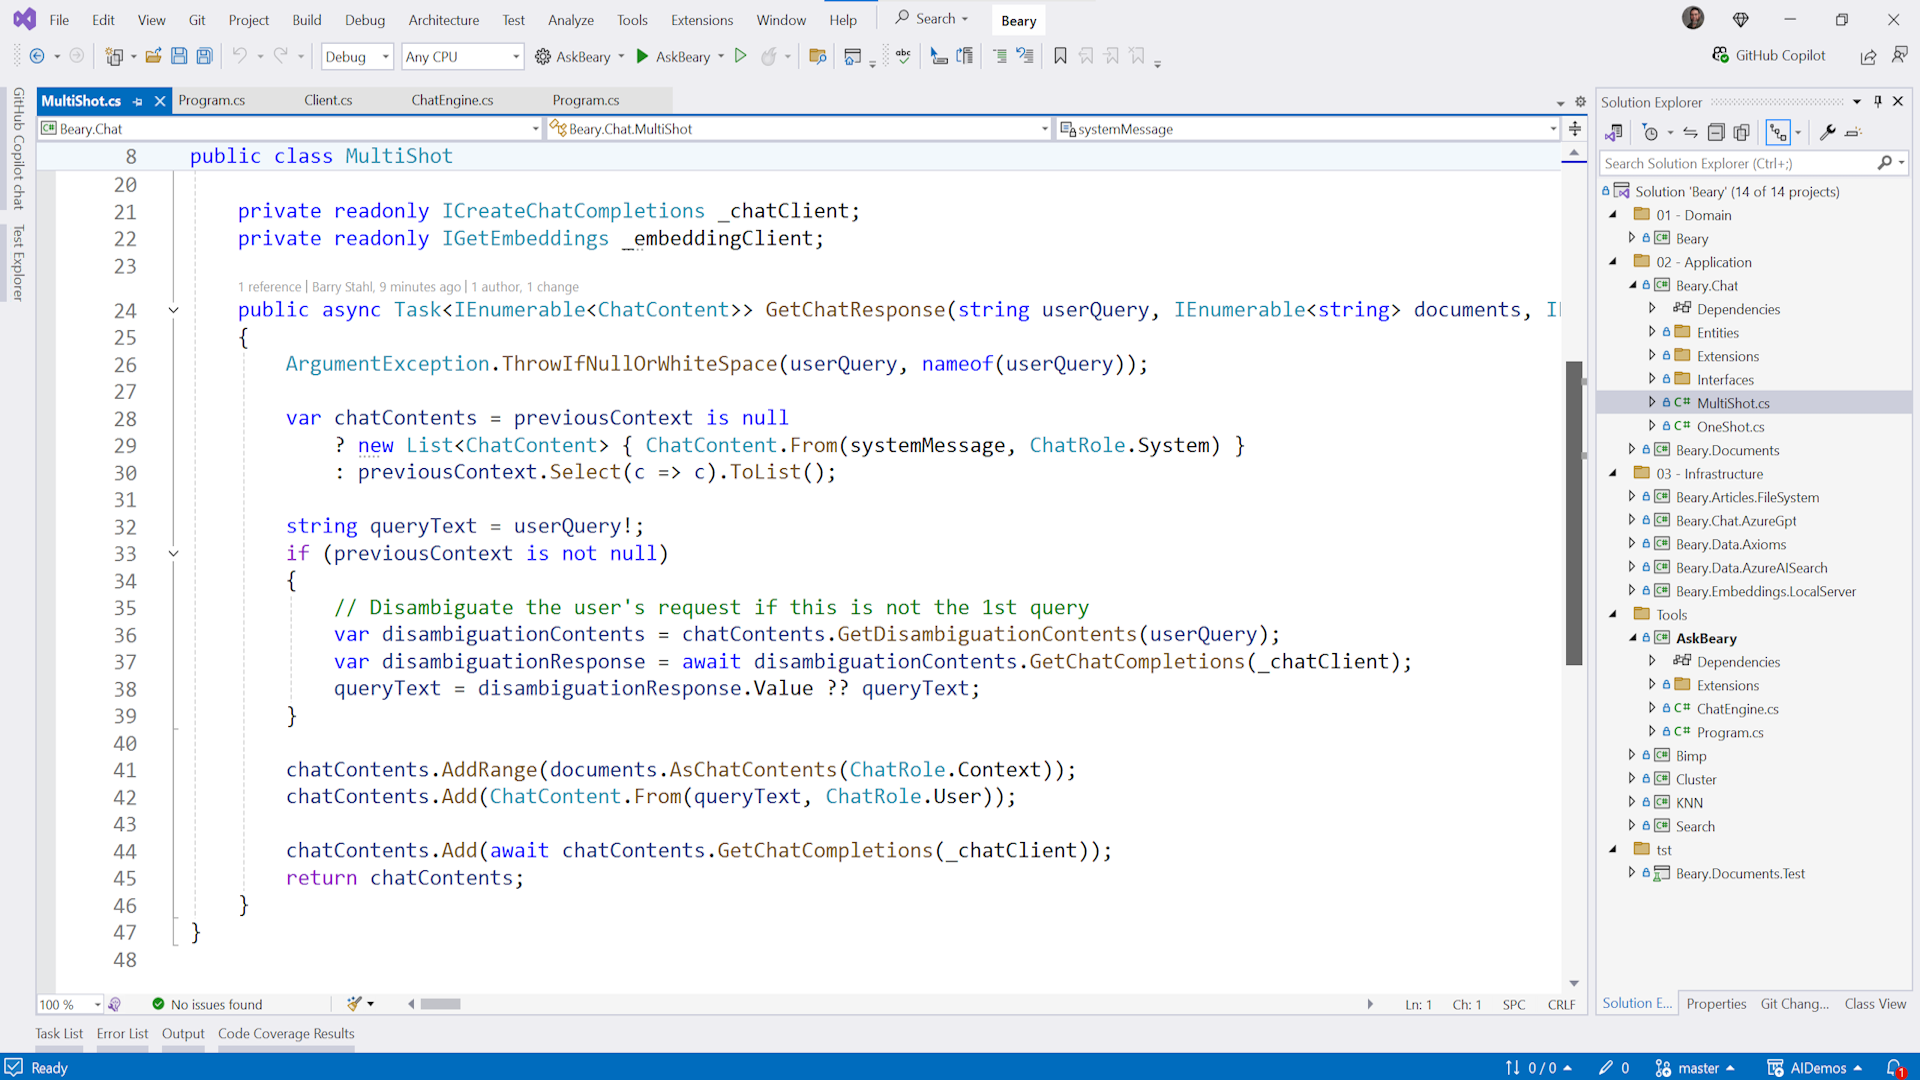 File Edit View Git Project Build Debug Architecture Test Analyze Tools Extensions Window Help Search Beary
Debug Any CPU AskBeary AskBeary abc GitHub Copilot
GitHub Copilot chat
Test Explorer
MultiShot.cs Program.cs Client.cs ChatEngine.cs Program.cs
C# Beary.Chat Beary.Chat.MultiShot systemMessage
8 public class MultiShot
20
21 private readonly ICreateChatCompletions _chatClient;
22 private readonly IGetEmbeddings _embeddingClient;
23
1 reference | Barry Stahl, 9 minutes ago | 1 author, 1 change
24 public async Task<IEnumerable<ChatContent>> GetChatResponse(string userQuery, IEnumerable<string> documents, I
25 {
26 ArgumentException.ThrowIfNullOrWhiteSpace(userQuery, nameof(userQuery));
27
28 var chatContents = previousContext is null
29 ? new List<ChatContent> { ChatContent.From(systemMessage, ChatRole.System) }
30 : previousContext.Select(c => c).ToList();
31
32 string queryText = userQuery!;
33 if (previousContext is not null)
34 {
35 // Disambiguate the user's request if this is not the 1st query
36 var disambiguationContents = chatContents.GetDisambiguationContents(userQuery);
37 var disambiguationResponse = await disambiguationContents.GetChatCompletions(_chatClient);
38 queryText = disambiguationResponse.Value ?? queryText;
39 }
40
41 chatContents.AddRange(documents.AsChatContents(ChatRole.Context));
42 chatContents.Add(ChatContent.From(queryText, ChatRole.User));
43
44 chatContents.Add(await chatContents.GetChatCompletions(_chatClient));
45 return chatContents;
46 }
47 }
48
100 % No issues found Ln: 1 Ch: 1 SPC CRLF
Task List Error List Output Code Coverage Results
Solution Explorer
Search Solution Explorer (Ctrl+;)
Solution 'Beary' (14 of 14 projects)
01 - Domain
C# Beary
02 - Application
C# Beary.Chat
Dependencies
Entities
Extensions
Interfaces
C# MultiShot.cs
C# OneShot.cs
C# Beary.Documents
03 - Infrastructure
C# Beary.Articles.FileSystem
C# Beary.Chat.AzureGpt
C# Beary.Data.Axioms
C# Beary.Data.AzureAISearch
C# Beary.Embeddings.LocalServer
Tools
C# AskBeary
Dependencies
Extensions
C# ChatEngine.cs
C# Program.cs
C# Bimp
C# Cluster
C# KNN
C# Search
tst
Beary.Documents.Test
Solution E... Properties Git Chang... Class View
Ready 0 / 0 0 master AIDemos 1